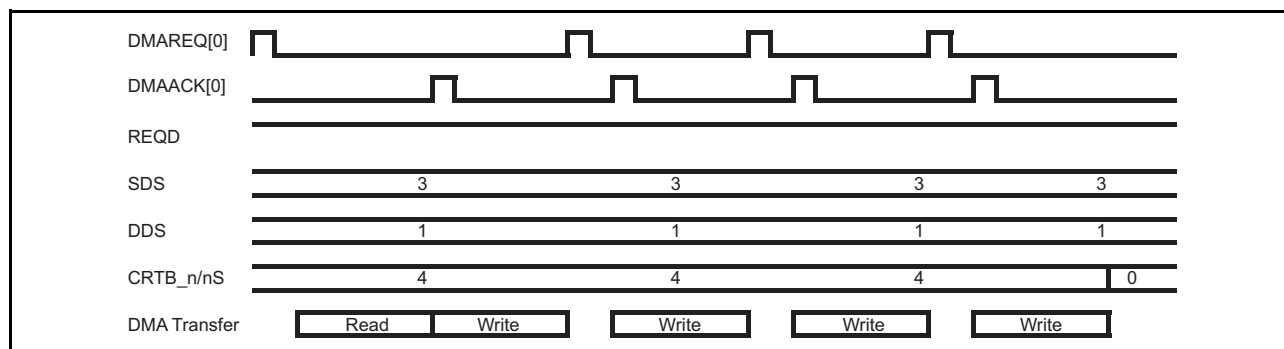 DMAREQ[0]
DMAACK[0]
REQD
SDS 3 3 3 3
DDS 1 1 1 1
CRTB_n/nS 4 4 4 0
DMA Transfer Read Write Write Write Write